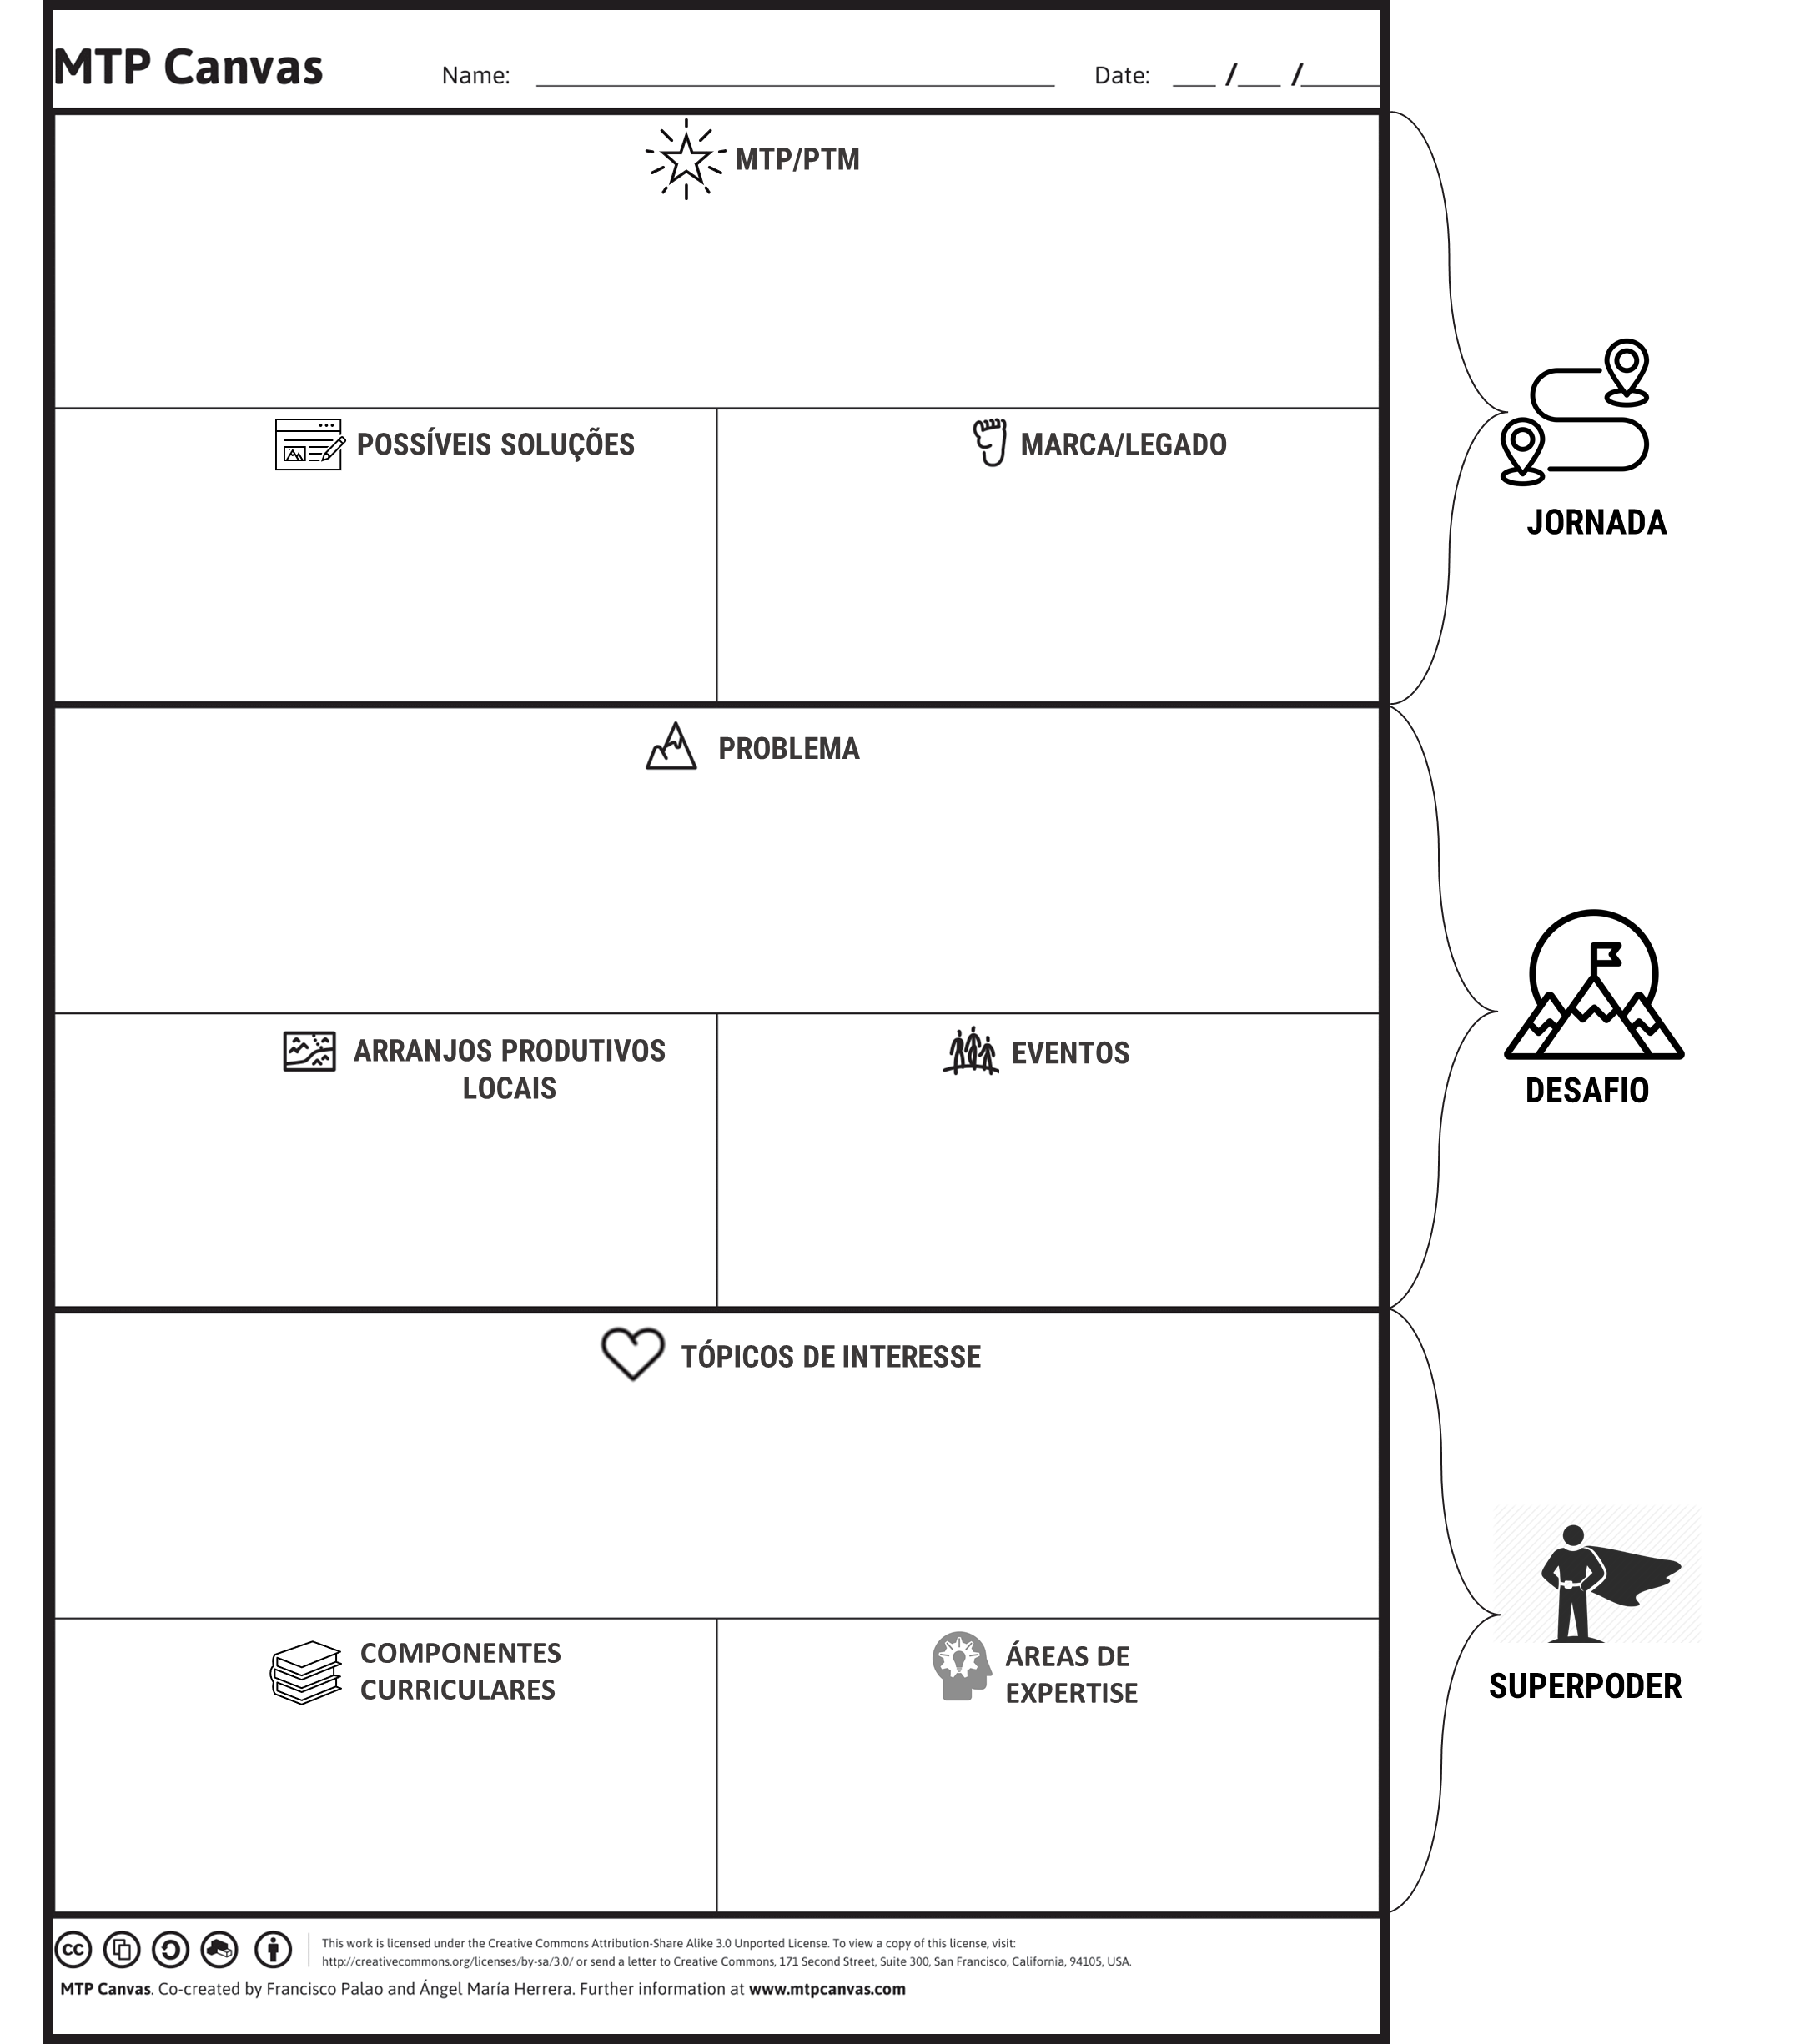 MTP Canvas Name: Date: / /
MTP/PTM
POSSÍVEIS SOLUÇÕES
MARCA/LEGADO
JORNADA
PROBLEMA
ARRANJOS PRODUTIVOS
LOCAIS
EVENTOS
DESAFIO
TÓPICOS DE INTERESSE
COMPONENTES
CURRICULARES
ÁREAS DE
EXPERTISE
SUPERPODER
cc
This work is licensed under the Creative Commons Attribution-Share Alike 3.0 Unported License. To view a copy of this license, visit:
http://creativecommons.org/licenses/by-sa/3.0/ or send a letter to Creative Commons, 171 Second Street, Suite 300, San Francisco, California, 94105, USA.
MTP Canvas. Co-created by Francisco Palao and Ángel María Herrera. Further information at www.mtpcanvas.com